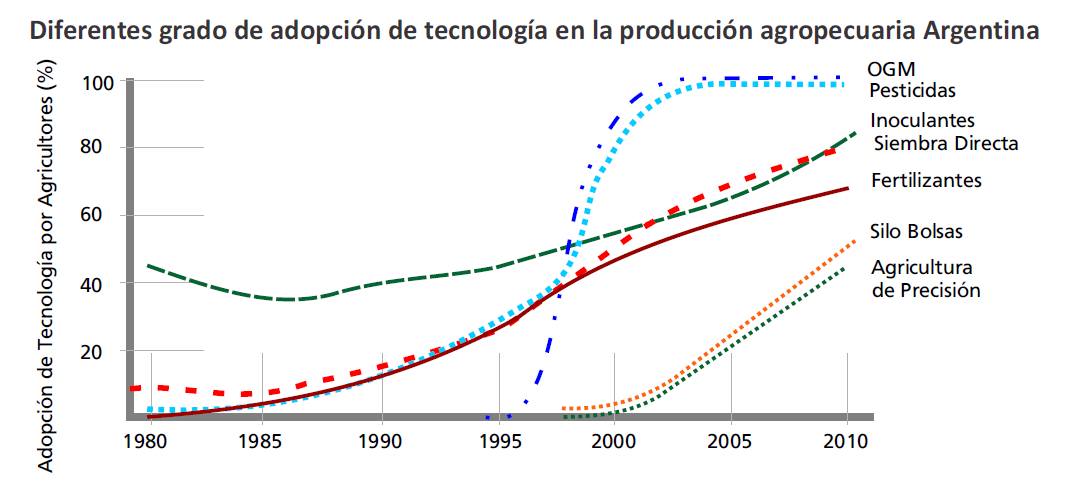 Diferentes grado de adopción de tecnología en la producción agropecuaria Argentina
Adopción de Tecnología por Agricultores (%)
100
80
60
40
20
1980
1985
1990
1995
2000
2005
2010
OGM
Pesticidas
Inoculantes
Siembra Directa
Fertilizantes
Silo Bolsas
Agricultura
de Precisión